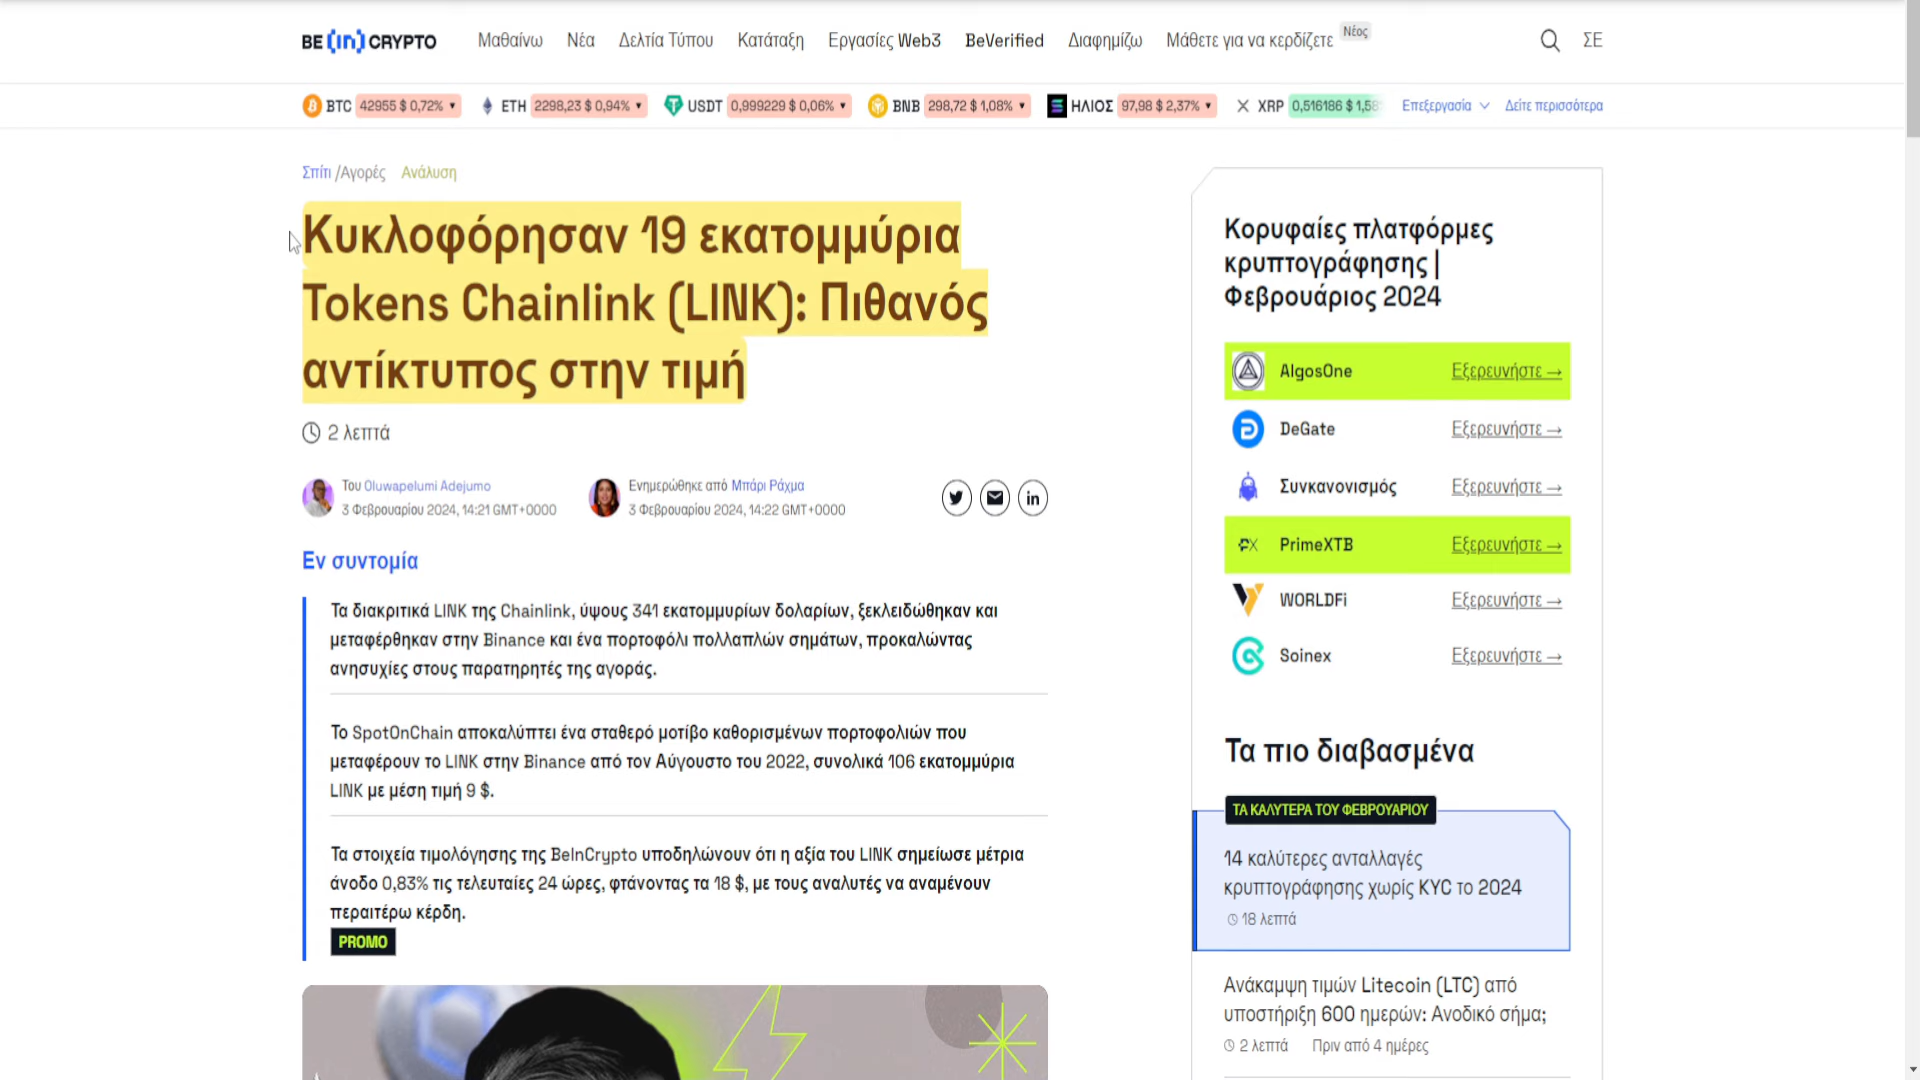 BE [in] CRYPTO
Μαθαίνω Νέα Δελτία Τύπου Κατάταξη Εργασίες Web3 BeVerified Διαφημίζω Μάθετε για να κερδίζετε Νέος ΣΕ
BTC 42955 $ 0,72% ETH 2298,23 $ 0,94% USDT 0,999229 $ 0,06% BNB 298,72 $ 1,08% ΗΛΙΟΣ 97,98 $ 2,37% XRP 0,516186 $ 1,58 Επεξεργασία Δείτε περισσότερα
Σπίτι /Αγορές Ανάλυση
Κυκλοφόρησαν 19 εκατομμύρια
Tokens Chainlink (LINK): Πιθανός
αντίκτυπος στην τιμή
2 λεπτά
Του Oluwapelumi Adejumo
3 Φεβρουαρίου 2024, 14:21 GMT+0000
Ενημερώθηκε από Μπάρι Ράχμα
3 Φεβρουαρίου 2024, 14:22 GMT+0000
Εν συντομία
Τα διακριτικά LINK της Chainlink, ύψους 341 εκατομμυρίων δολαρίων, ξεκλειδώθηκαν και
μεταφέρθηκαν στην Binance και ένα πορτοφόλι πολλαπλών σημάτων, προκαλώντας
ανησυχίες στους παρατηρητές της αγοράς.
Το SpotOnChain αποκαλύπτει ένα σταθερό μοτίβο καθορισμένων πορτοφολιών που
μεταφέρουν το LINK στην Binance από τον Αύγουστο του 2022, συνολικά 106 εκατομμύρια
LINK με μέση τιμή 9 $.
Τα στοιχεία τιμολόγησης της BeInCrypto υποδηλώνουν ότι η αξία του LINK σημείωσε μέτρια
άνοδο 0,83% τις τελευταίες 24 ώρες, φτάνοντας τα 18 $, με τους αναλυτές να αναμένουν
περαιτέρω κέρδη.
PROMO
Κορυφαίες πλατφόρμες
κρυπτογράφησης |
Φεβρουάριος 2024
AlgosOne Εξερευνήστε →
DeGate Εξερευνήστε →
Συνκανονισμός Εξερευνήστε →
PrimeXTB Εξερευνήστε →
WORLDFi Εξερευνήστε →
Soinex Εξερευνήστε →
Τα πιο διαβασμένα
ΤΑ ΚΑΛΥΤΕΡΑ ΤΟΥ ΦΕΒΡΟΥΑΡΙΟΥ
14 καλύτερες ανταλλαγές
κρυπτογράφησης χωρίς KYC το 2024
18 λεπτά
Ανάκαμψη τιμών Litecoin (LTC) από
υποστήριξη 600 ημερών: Ανοδικό σήμα;
2 λεπτά Πριν από 4 ημέρες